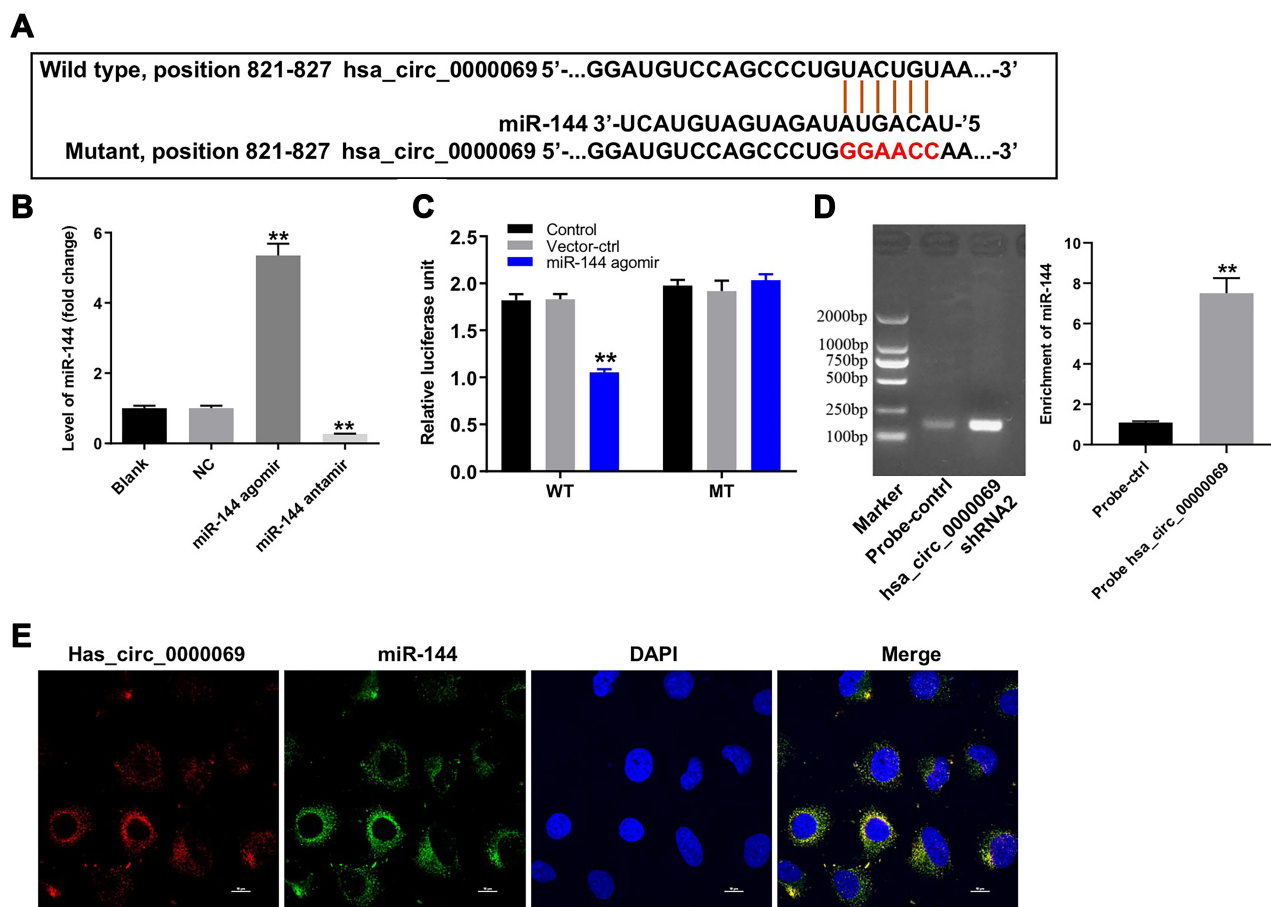 A
Wild type, position 821-827 hsa_circ_0000069 5’-...GGAUGUCCAGCCCUGUACUGUAA...-3’
miR-144 3’-UCAUGUAGUAGAUAUGACAU-’5
Mutant, position 821-827 hsa_circ_0000069 5’-...GGAUGUCCAGCCCUGGGAACCAA...-3’
B
Level of miR-144 (fold change)
6
4
2
0
**
**
Blank
NC
miR-144 agomir
miR-144 antamir
C
Control
Vector-ctrl
miR-144 agomir
Relative luciferase unit
2.5
2.0
1.5
1.0
0.5
0.0
**
WT
MT
D
2000bp
1000bp
750bp
500bp
250bp
100bp
Marker
Probe-contrl
hsa_circ_0000069
shRNA2
Enrichment of miR-144
10
8
6
4
2
0
**
Probe-ctrl
Probe hsa_circ_00000069
E
Has_circ_0000069
miR-144
DAPI
Merge